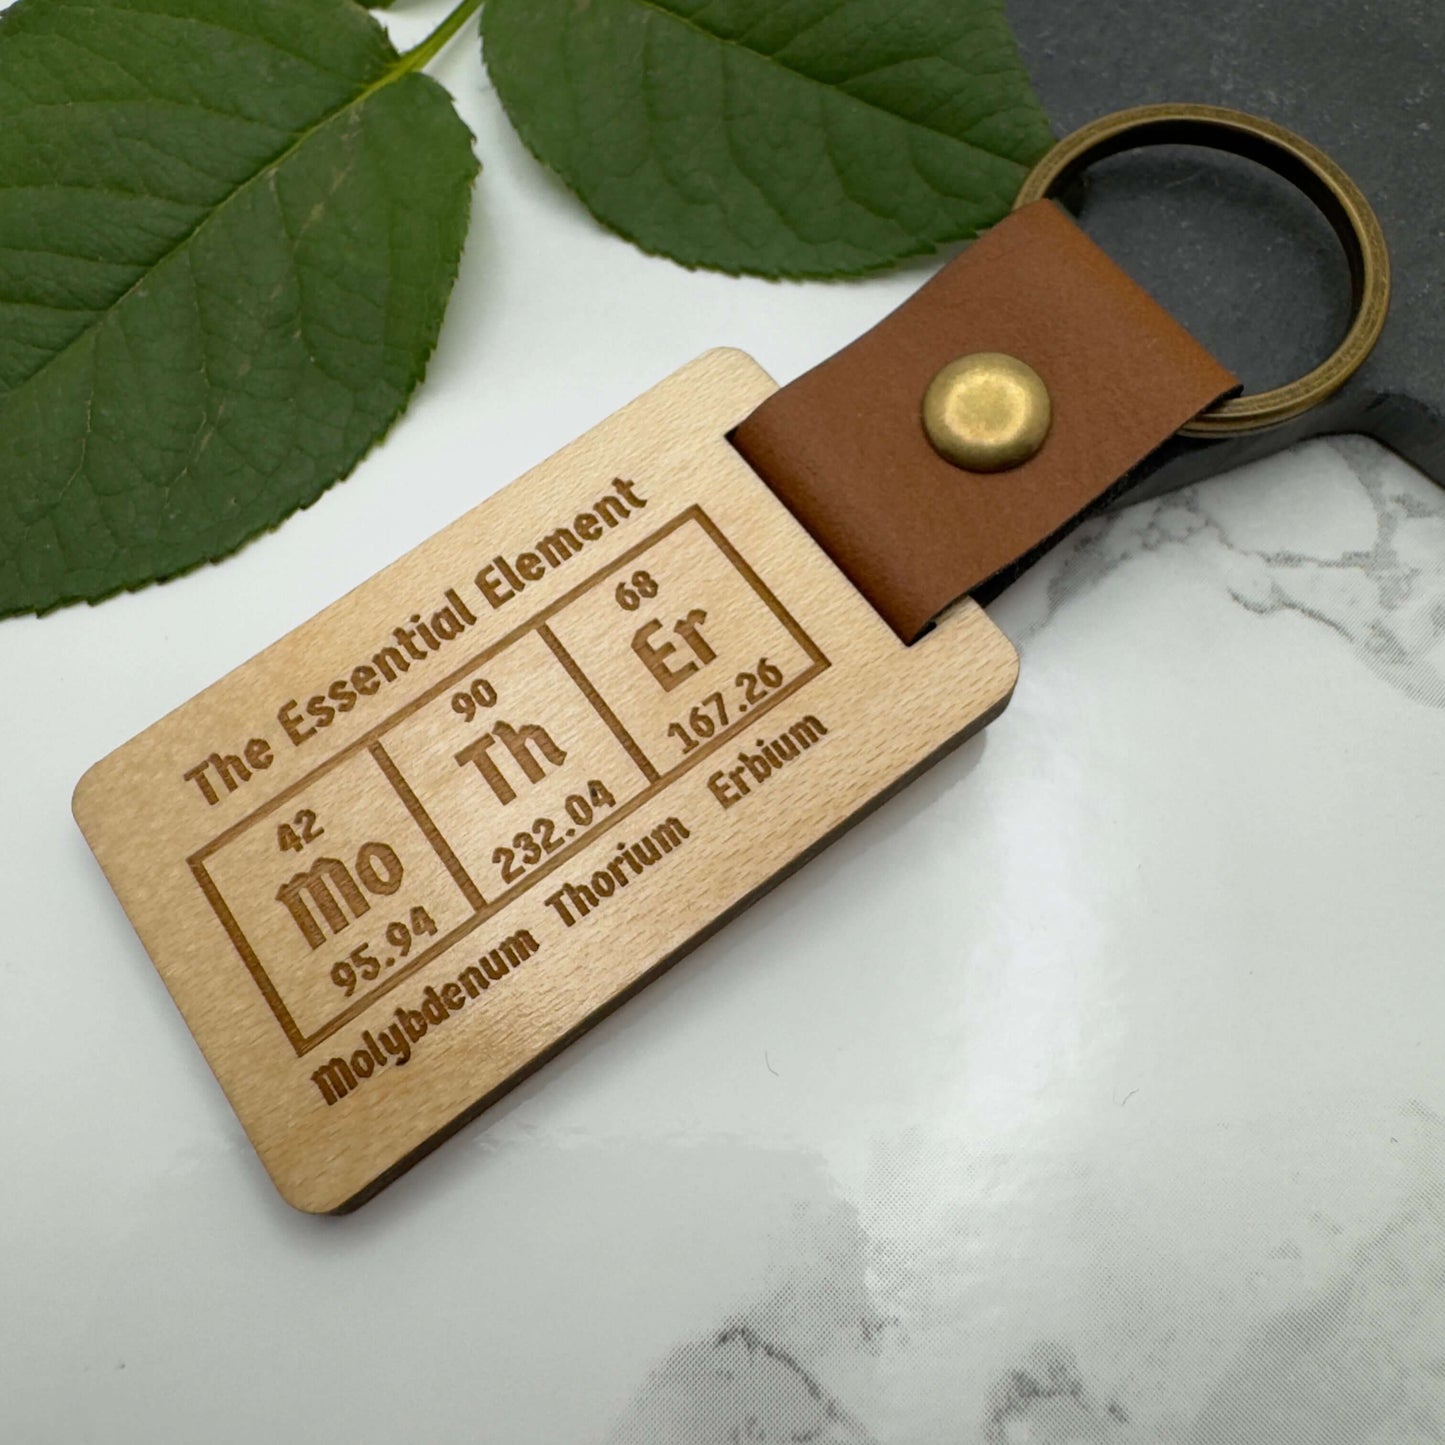 The Essential Element
42 90 68
Mo Th Er
95.94 232.04 167.26
Molybdenum Thorium Erbium